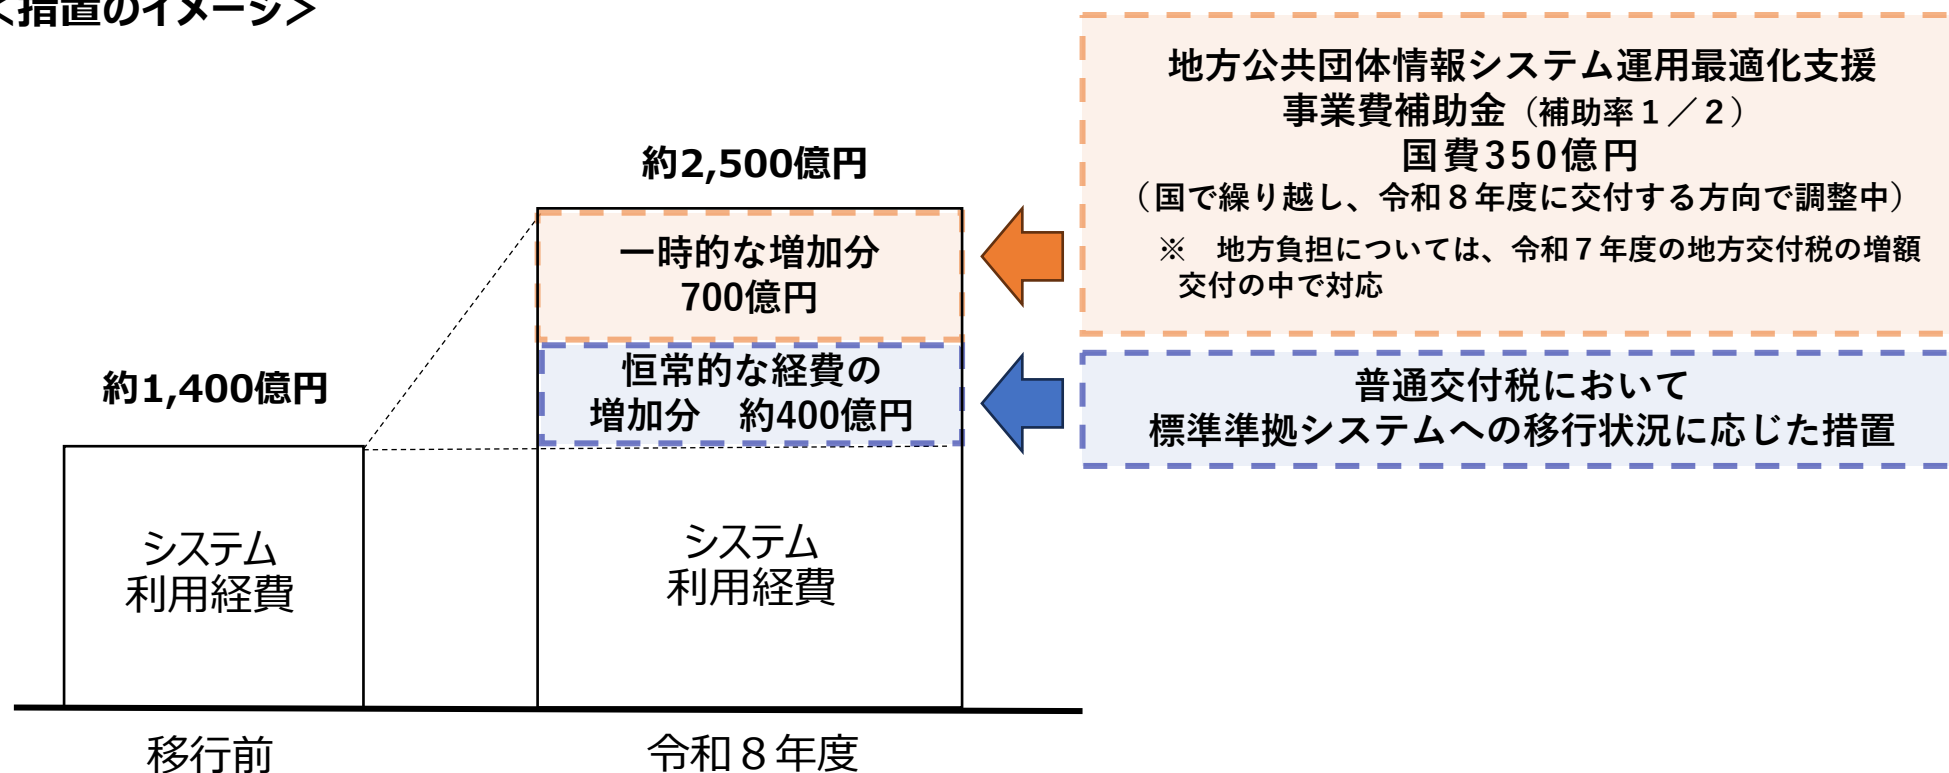 <措置のイメージ>
地方公共団体情報システム運用最適化支援
事業費補助金（補助率１／２）
国費350億円
（国で繰り越し、令和８年度に交付する方向で調整中）
※　地方負担については、令和７年度の地方交付税の増額
交付の中で対応
約2,500億円
一時的な増加分
700億円
恒常的な経費の
増加分　約400億円
普通交付税において
標準準拠システムへの移行状況に応じた措置
約1,400億円
システム
利用経費
システム
利用経費
移行前
令和８年度